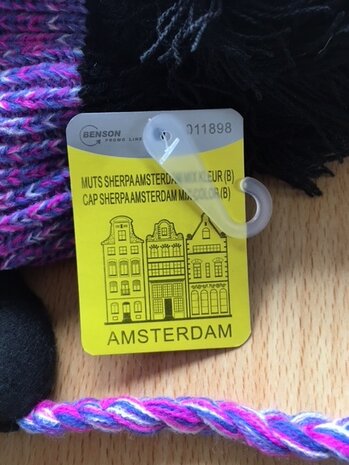 BENSON
PROMO LINE
011898
MUTS SHERPA AMSTERDAM MIX KLEUR (B)
CAP SHERPA AMSTERDAM MIX COLOR (B)
AMSTERDAM